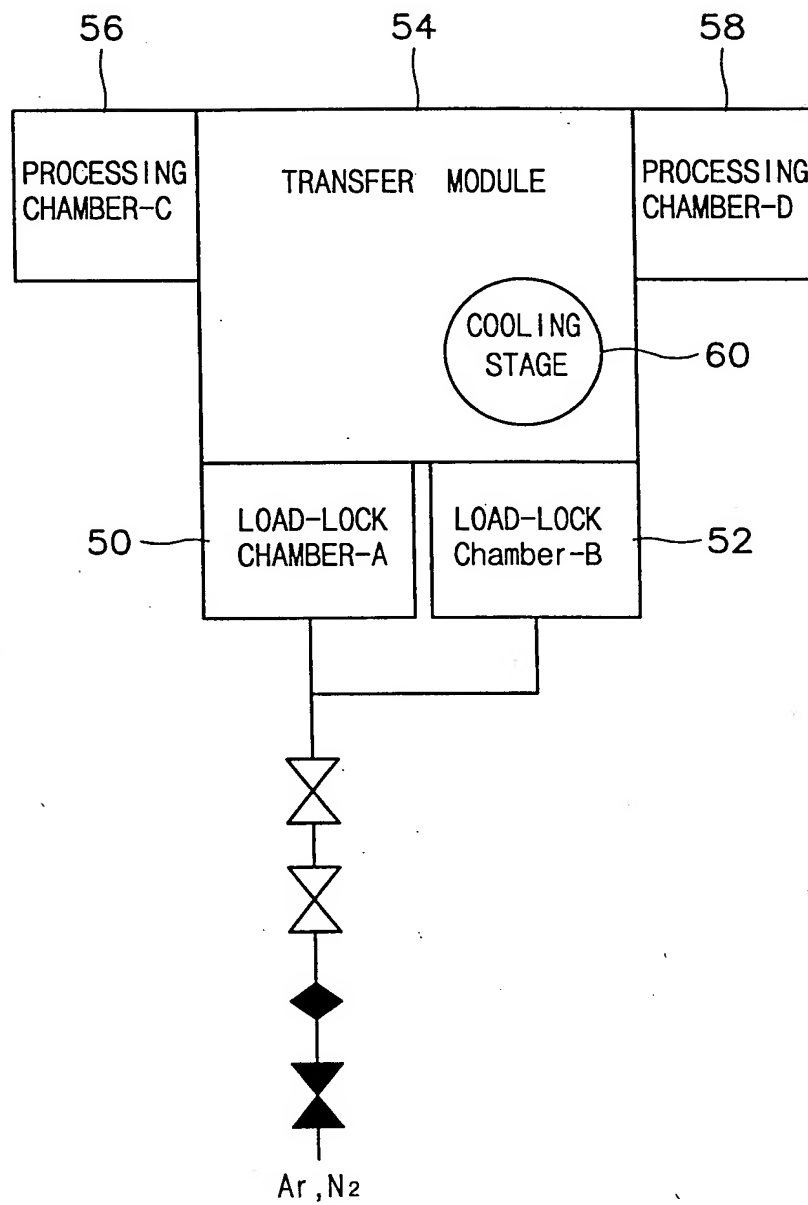 56
54
58
PROCESSING
CHAMBER-C
TRANSFER MODULE
PROCESSING
CHAMBER-D
COOLING
STAGE
60
50
LOAD-LOCK
CHAMBER-A
LOAD-LOCK
Chamber-B
52
Ar,N2